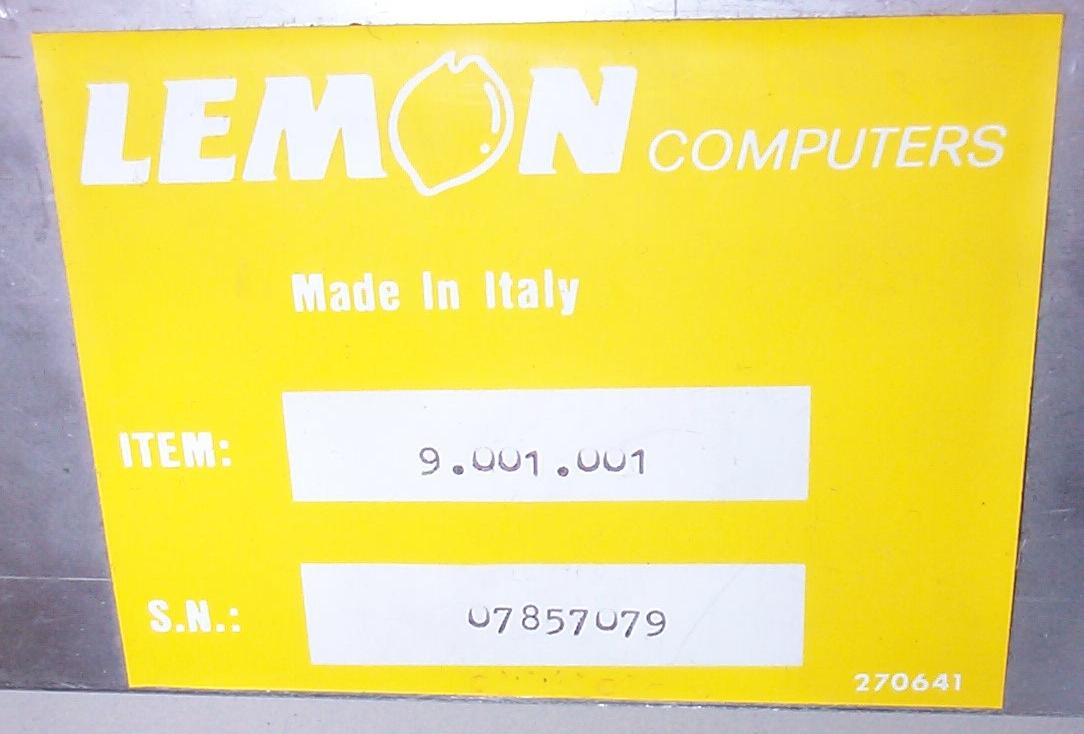 LEMON COMPUTERS
Made In Italy
ITEM: 9.001.001
S.N.: 07857079
270641